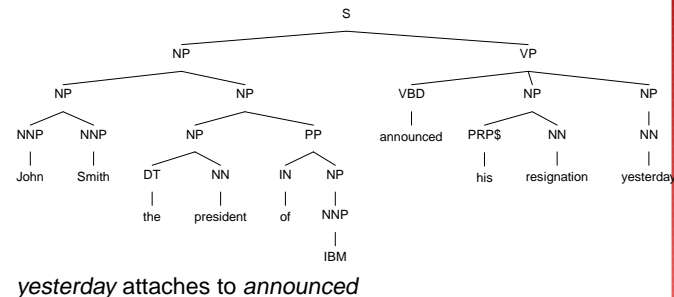 S
NP VP
NP NP VBD NP NP
NNP NNP NP PP announced PRP$ NN NN
John Smith DT NN IN NP his resignation yesterday
the president of NNP
IBM
yesterday attaches to announced